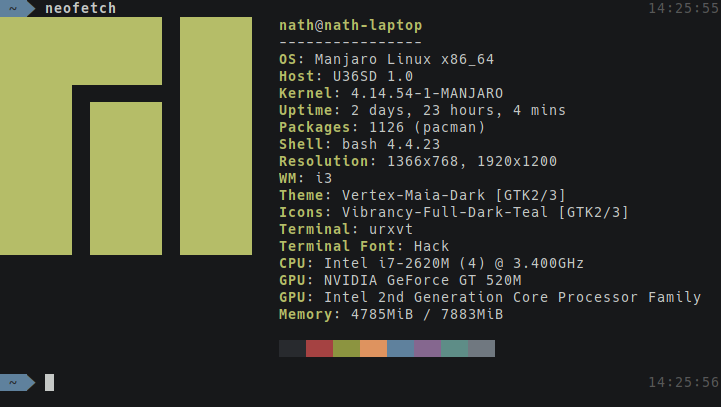 ~ neofetch 14:25:55
nath@nath-laptop
----------------
OS: Manjaro Linux x86_64
Host: U36SD 1.0
Kernel: 4.14.54-1-MANJARO
Uptime: 2 days, 23 hours, 4 mins
Packages: 1126 (pacman)
Shell: bash 4.4.23
Resolution: 1366x768, 1920x1200
WM: i3
Theme: Vertex-Maia-Dark [GTK2/3]
Icons: Vibrancy-Full-Dark-Teal [GTK2/3]
Terminal: urxvt
Terminal Font: Hack
CPU: Intel i7-2620M (4) @ 3.400GHz
GPU: NVIDIA GeForce GT 520M
GPU: Intel 2nd Generation Core Processor Family
Memory: 4785MiB / 7883MiB
~ 14:25:56